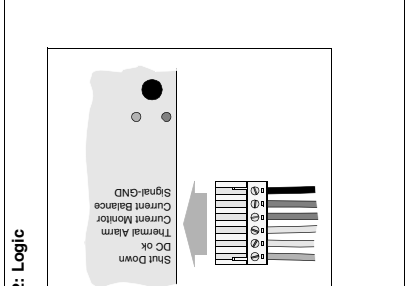 Signal-GND
Current Balance
Current Monitor
Thermal Alarm
DC ok
Shut Down
: Logic